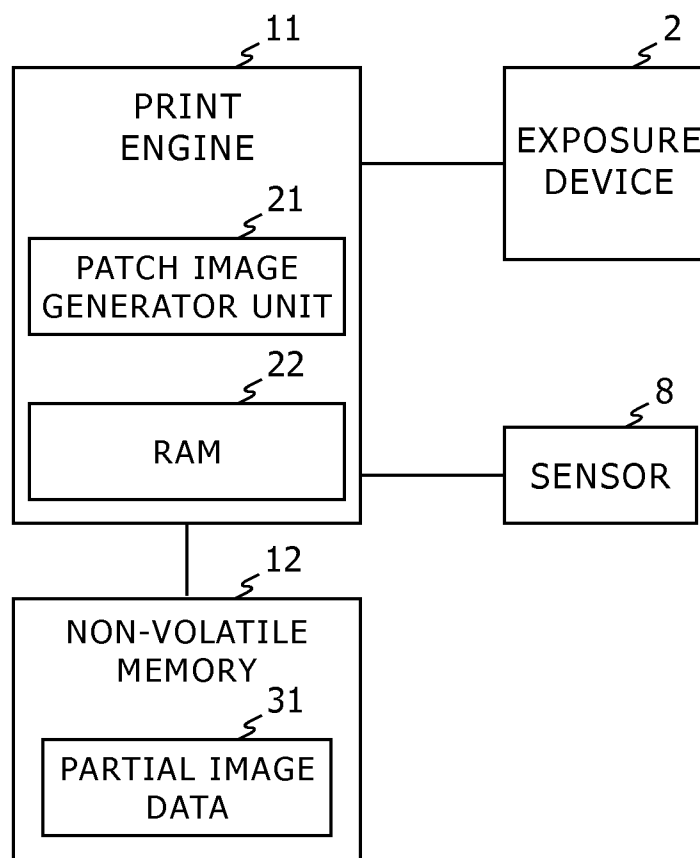 11
PRINT
ENGINE
2
EXPOSURE
DEVICE
21
PATCH IMAGE
GENERATOR UNIT
22
RAM
8
SENSOR
12
NON-VOLATILE
MEMORY
31
PARTIAL IMAGE
DATA